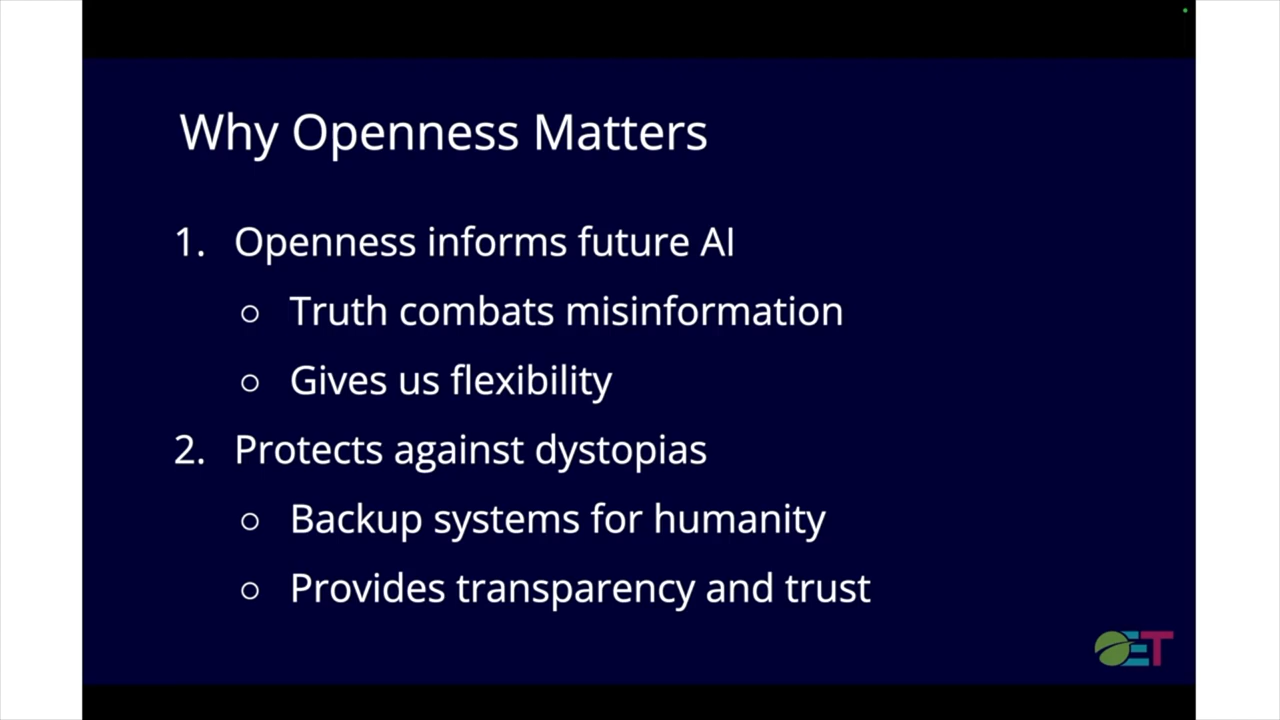 Why Openness Matters
1. Openness informs future AI
○ Truth combats misinformation
○ Gives us flexibility
2. Protects against dystopias
○ Backup systems for humanity
○ Provides transparency and trust
OET